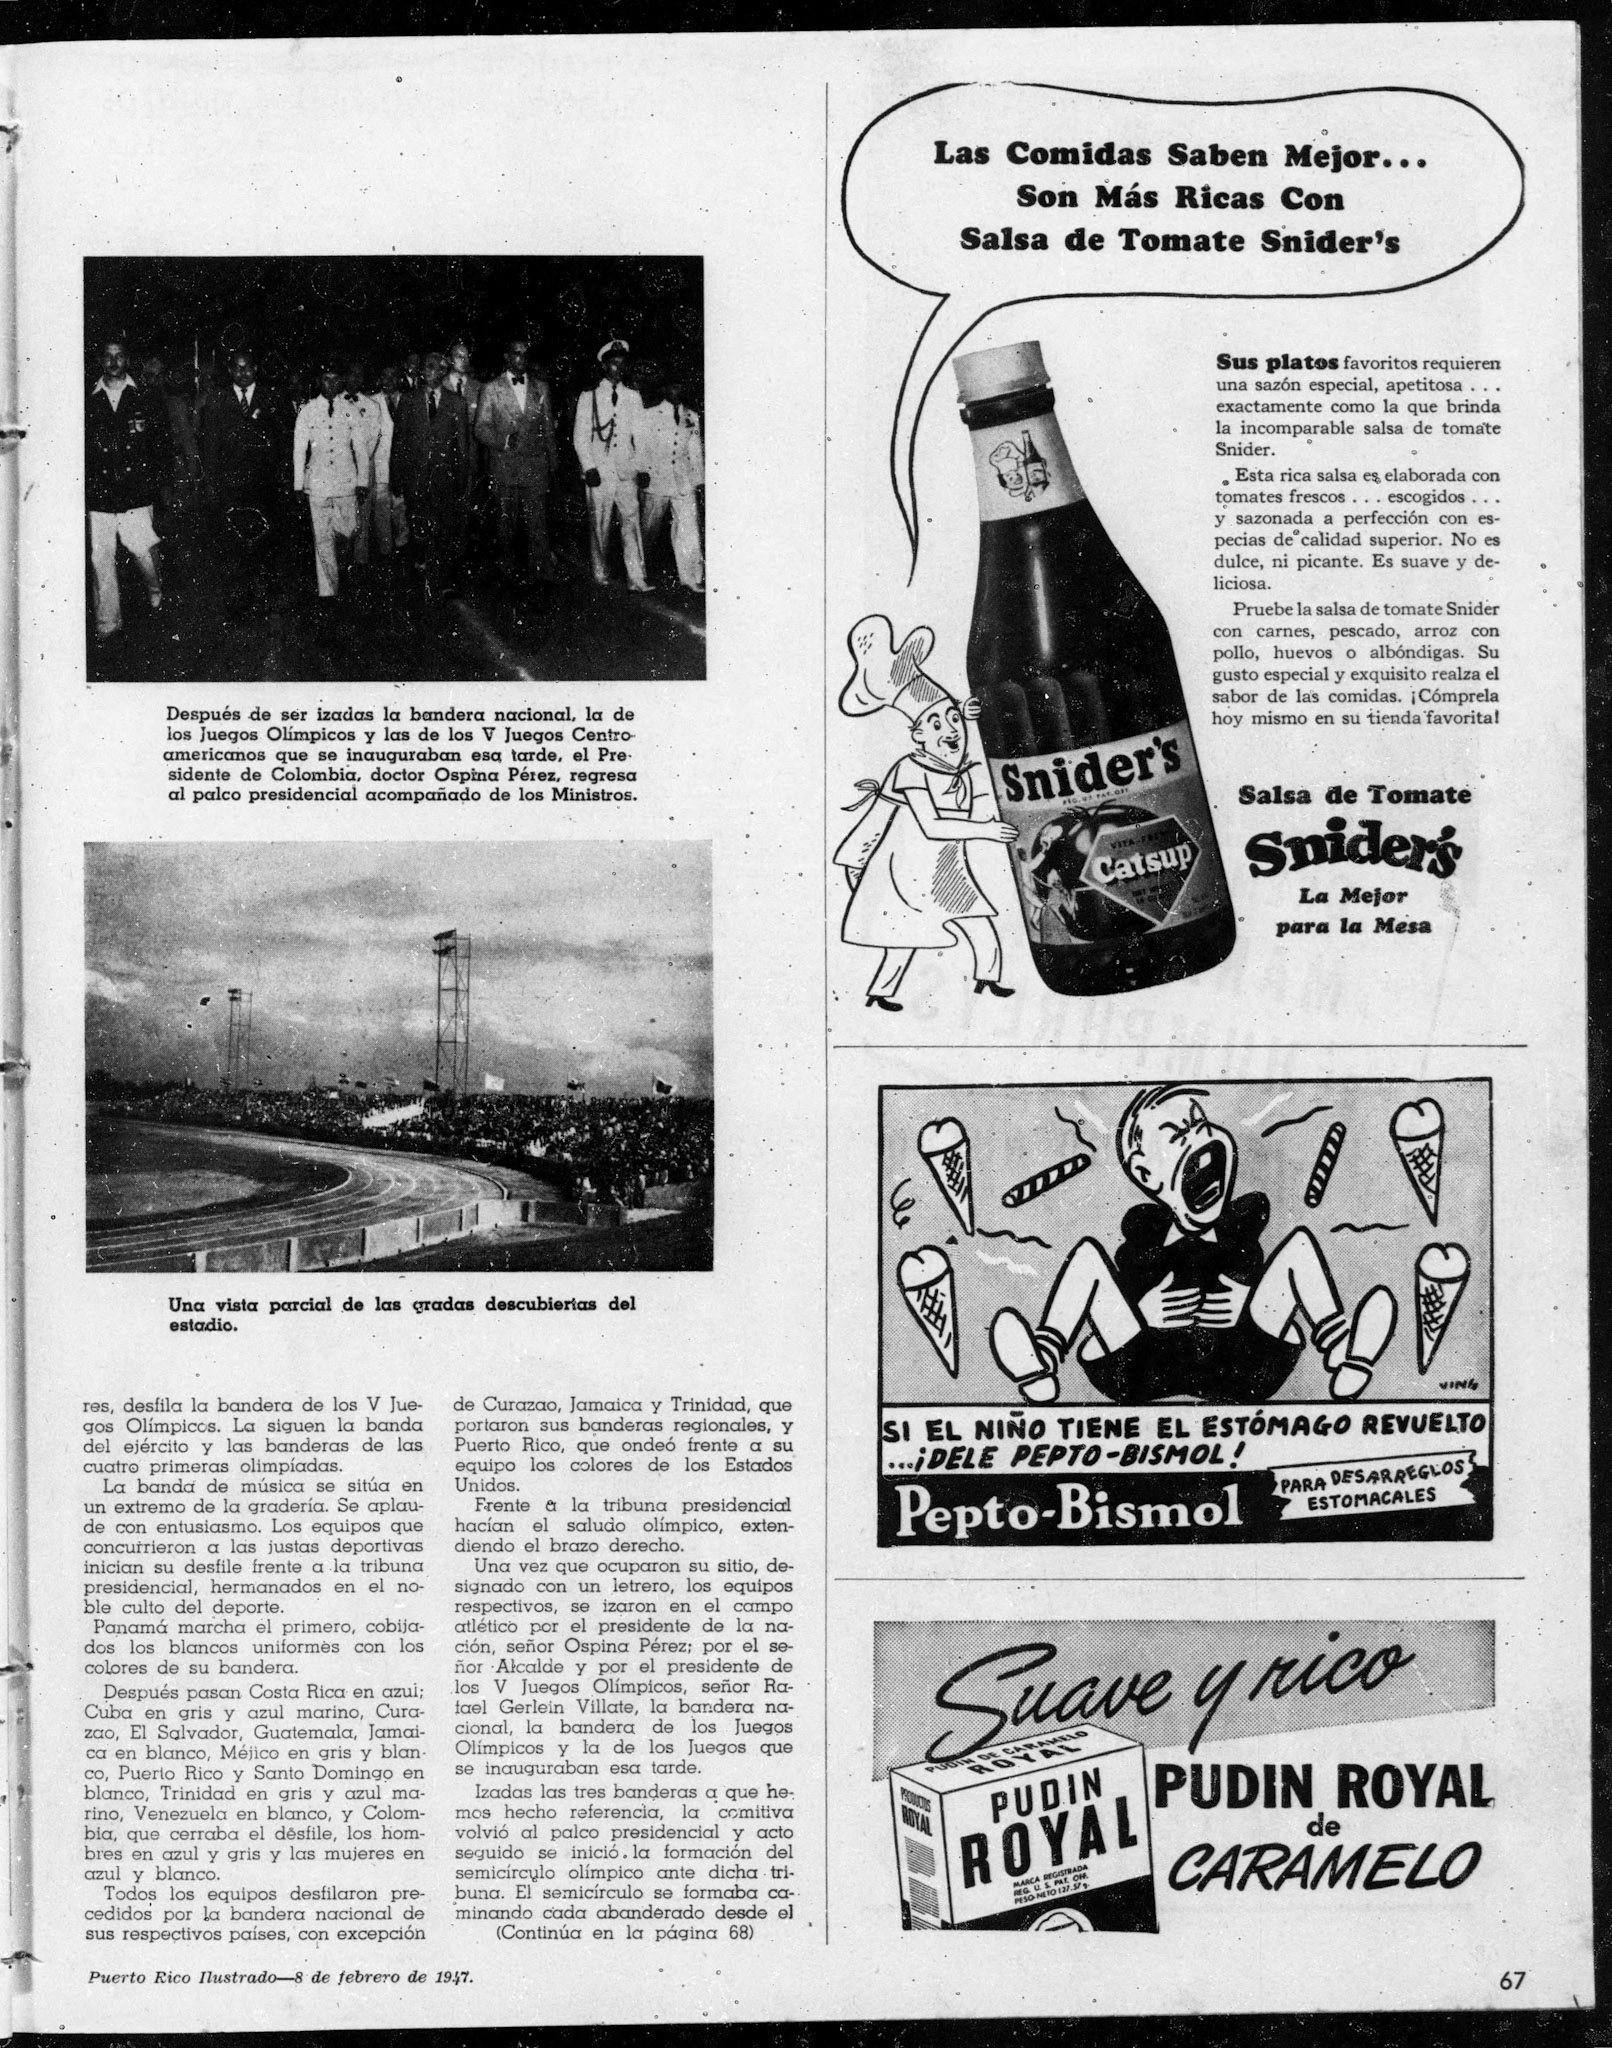 Después de ser izadas la bandera nacional, la de
los Juegos Olímpicos y las de los V Juegos Centro-
americanos que se inauguraban esa tarde, el Pre-
sidente de Colombia, doctor Ospina Pérez, regresa
al palco presidencial acompañado de los Ministros.
Una vista parcial de las gradas descubiertas del
estadio.
res, desfila la bandera de los V Jue-
gos Olímpicos. La siguen la banda
del ejército y las banderas de las
cuatro primeras olimpíadas.
La banda de música se sitúa en
un extremo de la gradería. Se aplau-
de con entusiasmo. Los equipos que
concurrieron a las justas deportivas
inician su desfile frente a la tribuna
presidencial, hermanados en el no-
ble culto del deporte.
Panamá marcha el primero, cobija-
dos los blancos uniformes con los
colores de su bandera.
Después pasan Costa Rica en azul;
Cuba en gris y azul marino, Cura-
zao, El Salvador, Guatemala, Jamai-
ca en blanco, Méjico en gris y blan-
co, Puerto Rico y Santo Domingo en
blanco, Trinidad en gris y azul ma-
rino, Venezuela en blanco, y Colom-
bia, que cerraba el désfile, los hom-
bres en azul y gris y las mujeres en
azul y blanco.
Todos los equipos desfilaron pre-
cedidos por la bandera nacional de
sus respectivos países, con excepción
de Curazao, Jamaica y Trinidad, que
portaron sus banderas regionales, y
Puerto Rico, que ondeó frente a su
equipo los colores de los Estados
Unidos.
Frente a la tribuna presidencial
hacían el saludo olímpico, exten-
diendo el brazo derecho.
Una vez que ocuparon su sitio, de-
signado con un letrero, los equipos
respectivos, se izaron en el campo
atlético por el presidente de la na-
ción, señor Ospina Pérez; por el se-
ñor Alcalde y por el presidente de
los V Juegos Olímpicos, señor Ra-
fael Gerlein Villate, la bandera na-
cional, la bandera de los Juegos
Olímpicos y la de los Juegos que
se inauguraban esa tarde.
Izadas las tres banderas a que he-
mos hecho referencia, la comitiva
volvió al palco presidencial y acto
seguido se inició la formación del
semicírculo olímpico ante dicha tri-
buna. El semicírculo se formaba ca-
minando cada abanderado desde el
(Continúa en la página 68)
Las Comidas Saben Mejor...
Son Más Ricas Con
Salsa de Tomate Snider's
Sus platos favoritos requieren
una sazón especial, apetitosa . . .
exactamente como la que brinda
la incomparable salsa de tomate
Snider.
Esta rica salsa es elaborada con
tomates frescos . . . escogidos . . .
y sazonada a perfección con es-
pecias de calidad superior. No es
dulce, ni picante. Es suave y de-
liciosa.
Pruebe la salsa de tomate Snider
con carnes, pescado, arroz con
pollo, huevos o albóndigas. Su
gusto especial y exquisito realza el
sabor de las comidas. ¡Cómprela
hoy mismo en su tienda favorita!
Snider's
REG. U.S. PAT. OFF.
Catsup
Salsa de Tomate
Snider's
La Mejor
para la Mesa
VING
SI EL NIÑO TIENE EL ESTÓMAGO REVUELTO
...¡DELE PEPTO-BISMOL!
Pepto-Bismol
PARA DESARREGLOS
ESTOMACALES
Suave y rico
PUDIN DE CARAMELO
ROYAL
PRODUCTOS
ROYAL
PUDIN
ROYAL
MARCA REGISTRADA
REG. U. S. PAT. OFF.
PESO NETO 127.57 g.
PUDIN ROYAL
de
CARAMELO
Puerto Rico Ilustrado—8 de febrero de 1947.
67